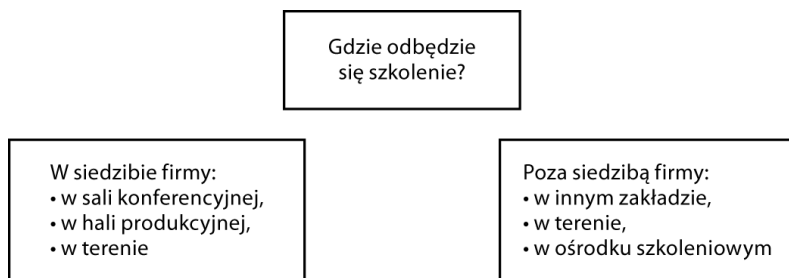 Gdzie odbędzie
się szkolenie?
W siedzibie firmy:
• w sali konferencyjnej,
• w hali produkcyjnej,
• w terenie
Poza siedzibą firmy:
• w innym zakładzie,
• w terenie,
• w ośrodku szkoleniowym